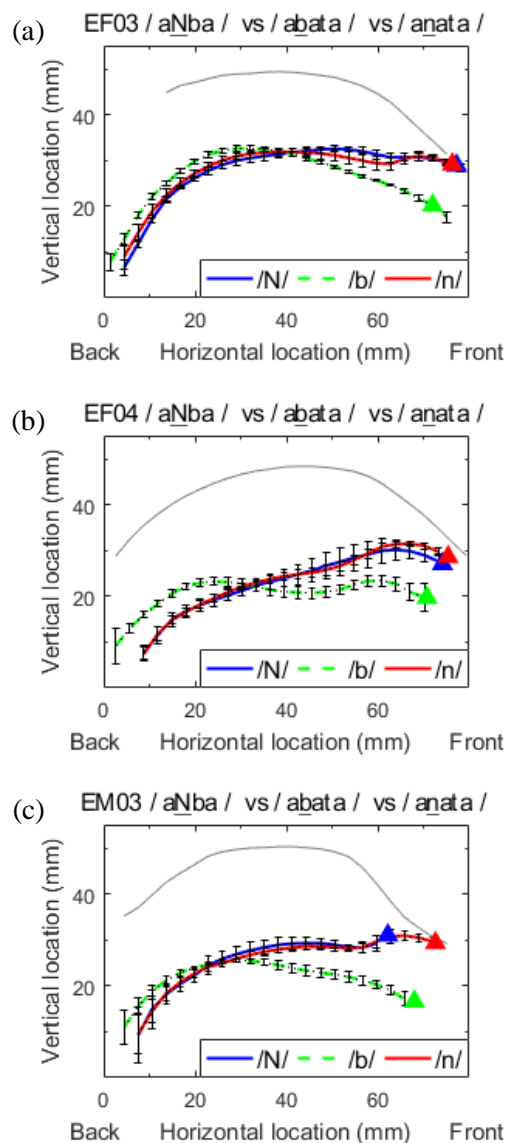 (a) EF03 / aNba / vs / abata / vs / anata /
Vertical location (mm)
40
20
/N/ /b/ /n/
0 20 40 60
Back Horizontal location (mm) Front
(b) EF04 / aNba / vs / abata / vs / anata /
Vertical location (mm)
40
20
/N/ /b/ /n/
0 20 40 60
Back Horizontal location (mm) Front
(c) EM03 / aNba / vs / abata / vs / anata /
Vertical location (mm)
40
20
/N/ /b/ /n/
0 20 40 60
Back Horizontal location (mm) Front